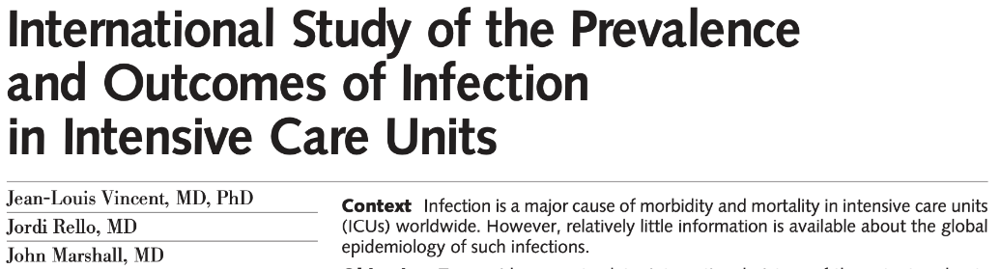 International Study of the Prevalence
and Outcomes of Infection
in Intensive Care Units
Jean-Louis Vincent, MD, PhD
Jordi Rello, MD
John Marshall, MD
Context Infection is a major cause of morbidity and mortality in intensive care units
(ICUs) worldwide. However, relatively little information is available about the global
epidemiology of such infections.